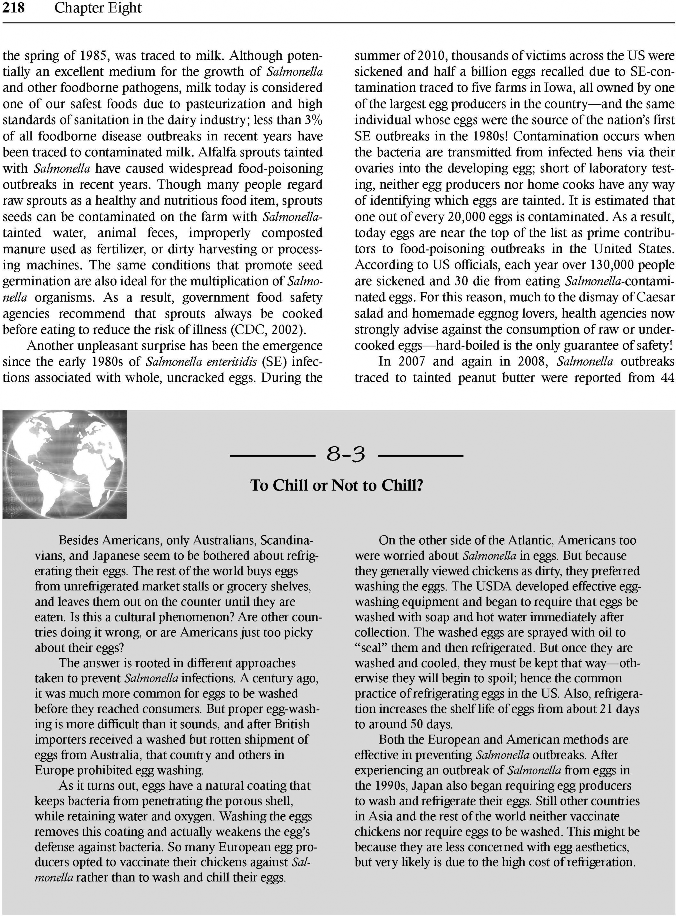 218 Chapter Eight
the spring of 1985, was traced to milk. Although poten-
tially an excellent medium for the growth of Salmonella
and other foodborne pathogens, milk today is considered
one of our safest foods due to pasteurization and high
standards of sanitation in the dairy industry; less than 3%
of all foodborne disease outbreaks in recent years have
been traced to contaminated milk. Alfalfa sprouts tainted
with Salmonella have caused widespread food-poisoning
outbreaks in recent years. Though many people regard
raw sprouts as a healthy and nutritious food item, sprouts
seeds can be contaminated on the farm with Salmonella-
tainted water, animal feces, improperly composted
manure used as fertilizer, or dirty harvesting or process-
ing machines. The same conditions that promote seed
germination are also ideal for the multiplication of Salmo-
nella organisms. As a result, government food safety
agencies recommend that sprouts always be cooked
before eating to reduce the risk of illness (CDC, 2002).
Another unpleasant surprise has been the emergence
since the early 1980s of Salmonella enteritidis (SE) infec-
tions associated with whole, uncracked eggs. During the
summer of 2010, thousands of victims across the US were
sickened and half a billion eggs recalled due to SE-con-
tamination traced to five farms in Iowa, all owned by one
of the largest egg producers in the country—and the same
individual whose eggs were the source of the nation's first
SE outbreaks in the 1980s! Contamination occurs when
the bacteria are transmitted from infected hens via their
ovaries into the developing egg; short of laboratory test-
ing, neither egg producers nor home cooks have any way
of identifying which eggs are tainted. It is estimated that
one out of every 20,000 eggs is contaminated. As a result,
today eggs are near the top of the list as prime contribu-
tors to food-poisoning outbreaks in the United States.
According to US officials, each year over 130,000 people
are sickened and 30 die from eating Salmonella-contami-
nated eggs. For this reason, much to the dismay of Caesar
salad and homemade eggnog lovers, health agencies now
strongly advise against the consumption of raw or under-
cooked eggs—hard-boiled is the only guarantee of safety!
In 2007 and again in 2008, Salmonella outbreaks
traced to tainted peanut butter were reported from 44
8-3
To Chill or Not to Chill?
Besides Americans, only Australians, Scandina-
vians, and Japanese seem to be bothered about refrig-
erating their eggs. The rest of the world buys eggs
from unrefrigerated market stalls or grocery shelves,
and leaves them out on the counter until they are
eaten. Is this a cultural phenomenon? Are other coun-
tries doing it wrong, or are Americans just too picky
about their eggs?
The answer is rooted in different approaches
taken to prevent Salmonella infections. A century ago,
it was much more common for eggs to be washed
before they reached consumers. But proper egg-wash-
ing is more difficult than it sounds, and after British
importers received a washed but rotten shipment of
eggs from Australia, that country and others in
Europe prohibited egg washing.
As it turns out, eggs have a natural coating that
keeps bacteria from penetrating the porous shell,
while retaining water and oxygen. Washing the eggs
removes this coating and actually weakens the egg's
defense against bacteria. So many European egg pro-
ducers opted to vaccinate their chickens against Sal-
monella rather than to wash and chill their eggs.
On the other side of the Atlantic, Americans too
were worried about Salmonella in eggs. But because
they generally viewed chickens as dirty, they preferred
washing the eggs. The USDA developed effective egg-
washing equipment and began to require that eggs be
washed with soap and hot water immediately after
collection. The washed eggs are sprayed with oil to
“seal” them and then refrigerated. But once they are
washed and cooled, they must be kept that way—oth-
erwise they will begin to spoil; hence the common
practice of refrigerating eggs in the US. Also, refrigera-
tion increases the shelf life of eggs from about 21 days
to around 50 days.
Both the European and American methods are
effective in preventing Salmonella outbreaks. After
experiencing an outbreak of Salmonella from eggs in
the 1990s, Japan also began requiring egg producers
to wash and refrigerate their eggs. Still other countries
in Asia and the rest of the world neither vaccinate
chickens nor require eggs to be washed. This might be
because they are less concerned with egg aesthetics,
but very likely is due to the high cost of refrigeration.